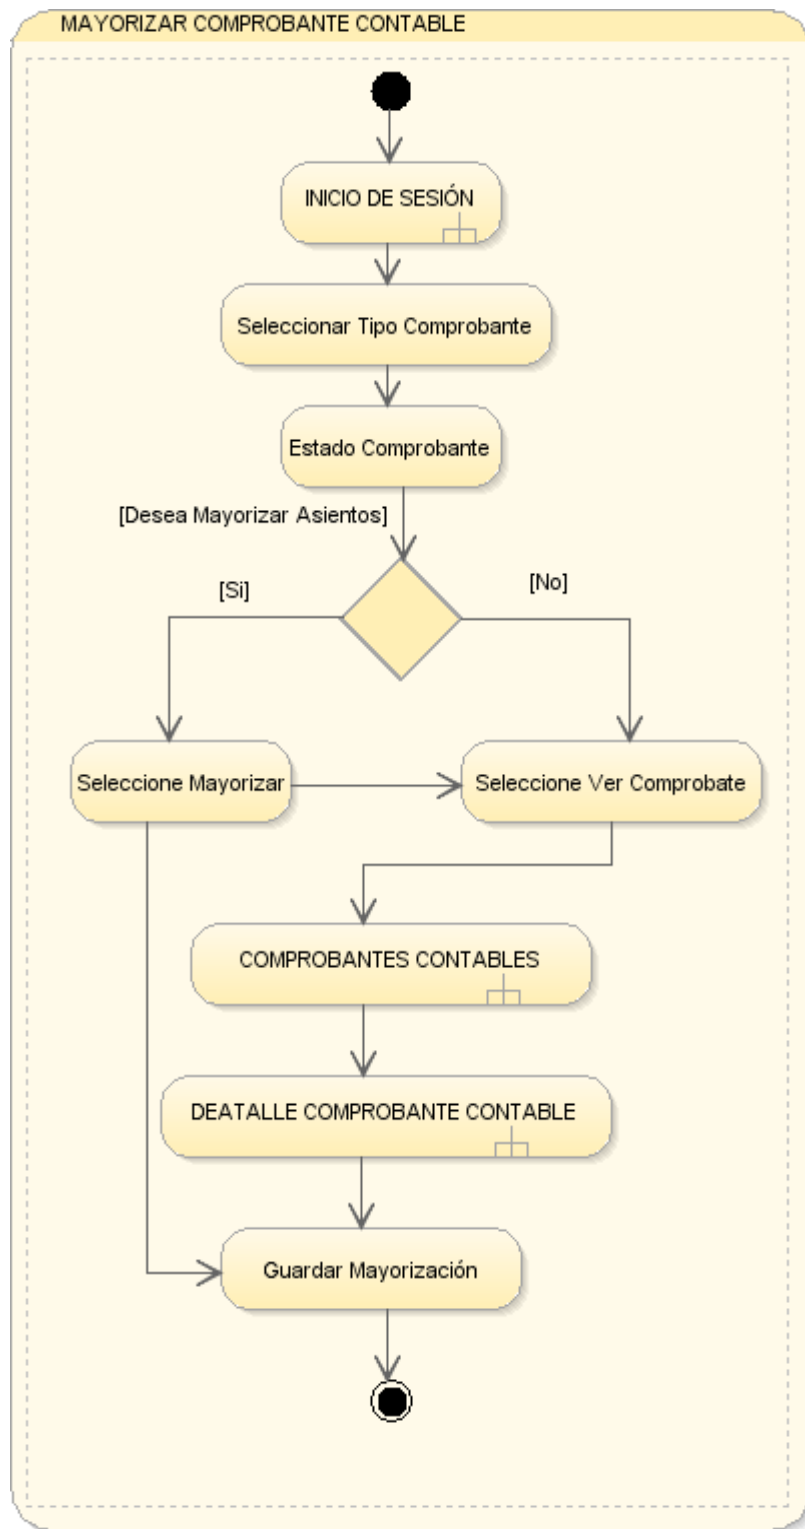 MAYORIZAR COMPROBANTE CONTABLE
INICIO DE SESIÓN
Seleccionar Tipo Comprobante
Estado Comprobante
[Desea Mayorizar Asientos]
[Si]
[No]
Seleccione Mayorizar
Seleccione Ver Comprobate
COMPROBANTES CONTABLES
DEATALLE COMPROBANTE CONTABLE
Guardar Mayorización